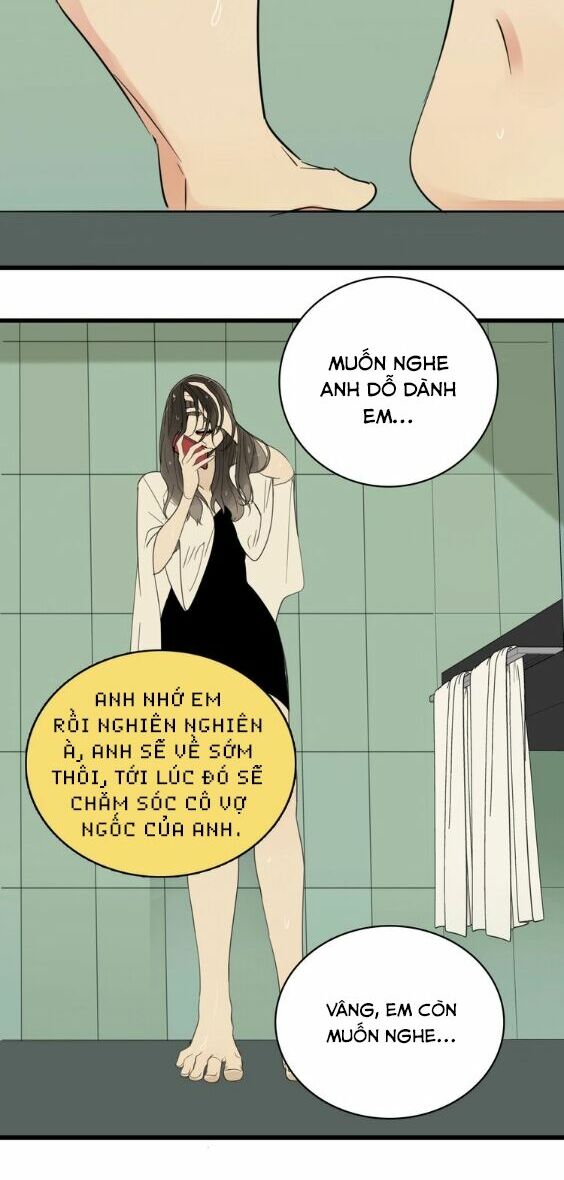 MUỐN NGHE
ANH DỖ DÀNH
EM...
ANH NHỚ EM
RỒI NGHIÊN NGHIÊN
À, ANH SẼ VỀ SỚM
THÔI, TỚI LÚC ĐÓ SẼ
CHĂM SÓC CÔ VỢ
NGỐC CỦA ANH.
VÂNG, EM CÒN
MUỐN NGHE...